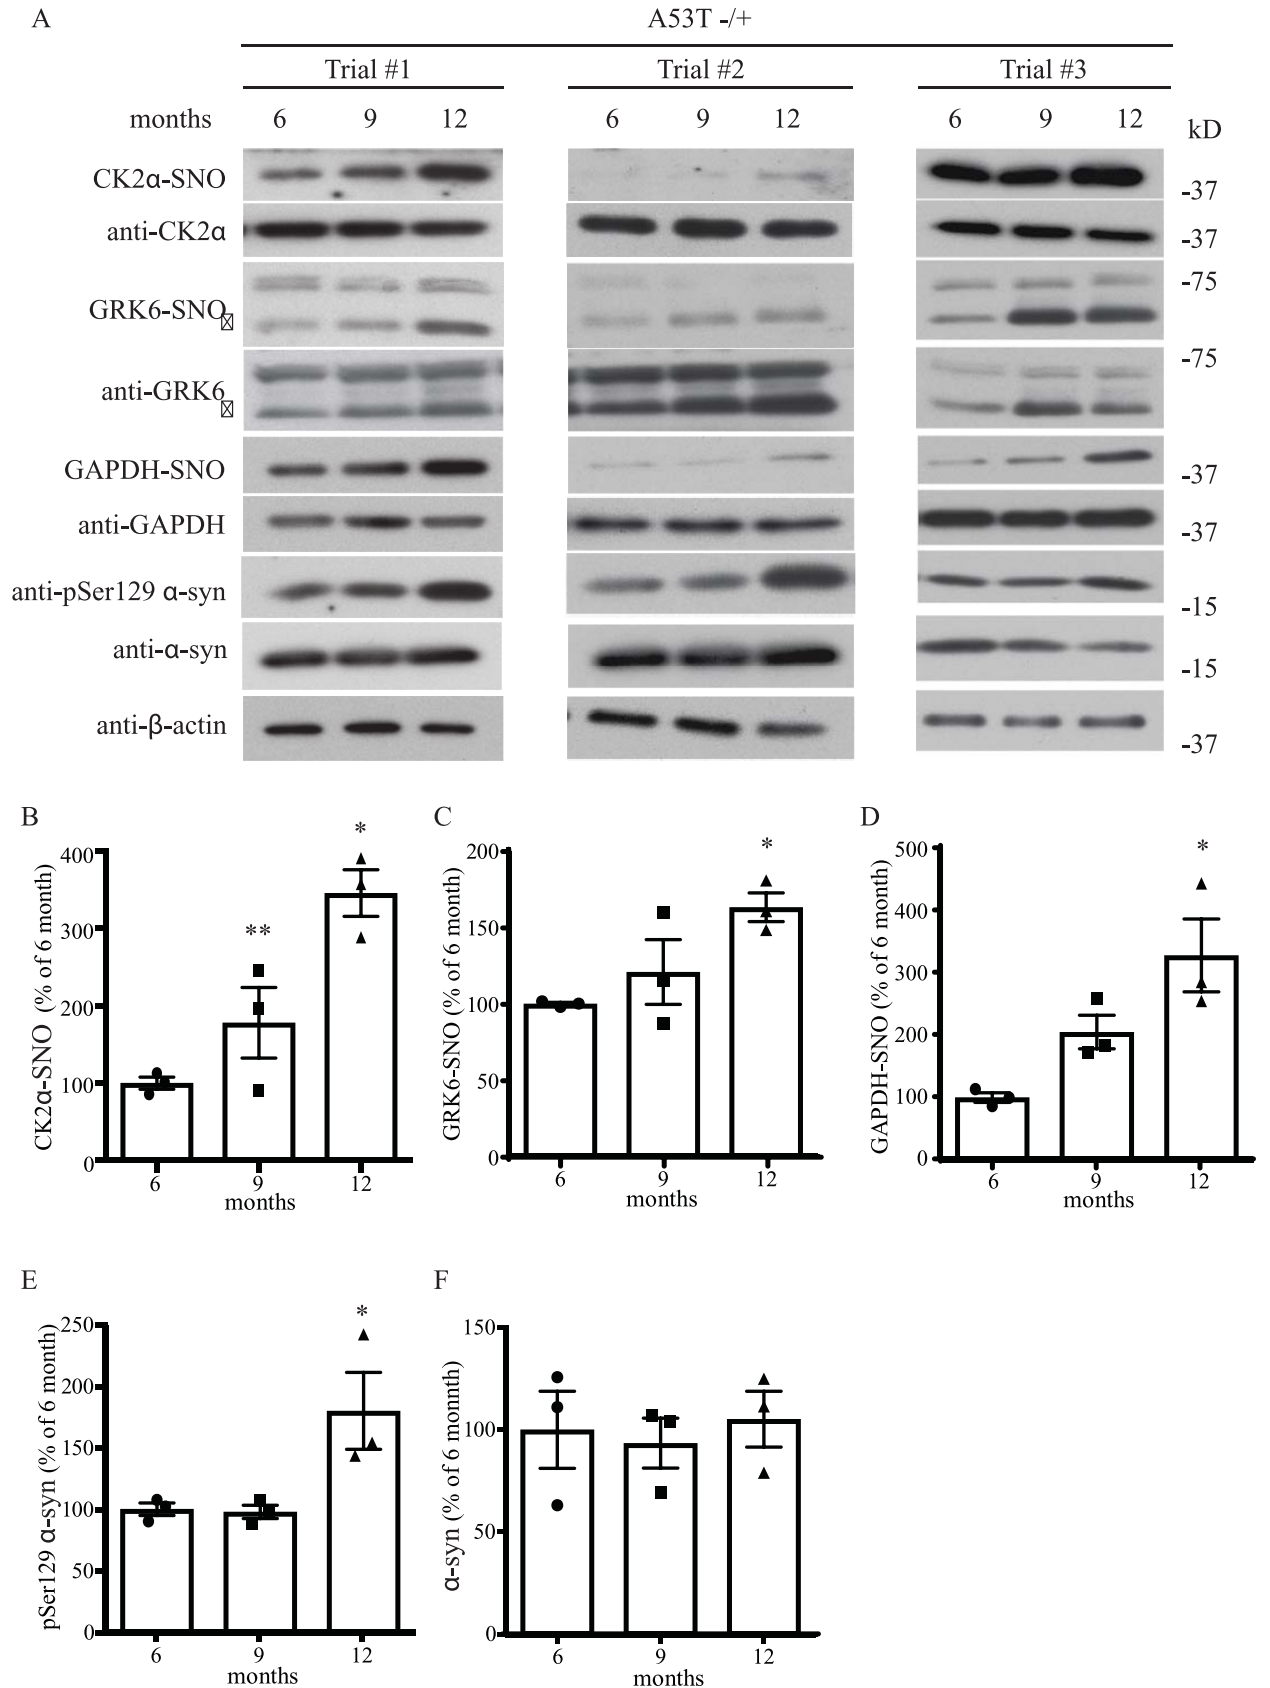 A
A53T -/+
Trial #1 Trial #2 Trial #3
months 6 9 12 6 9 12 6 9 12 kD
CK2α-SNO -37
anti-CK2α -37
GRK6-SNO -75
anti-GRK6 -75
GAPDH-SNO -37
anti-GAPDH -37
anti-pSer129 α-syn -15
anti-α-syn -15
anti-β-actin -37
B
CK2α-SNO (% of 6 month)
400
300
200
100
0
**
*
6 9 12
months
C
GRK6-SNO (% of 6 month)
200
150
100
50
0
*
6 9 12
months
D
GAPDH-SNO (% of 6 month)
500
400
300
200
100
0
*
6 9 12
months
E
pSer129 α-syn (% of 6 month)
250
200
150
100
50
0
*
6 9 12
months
F
α-syn (% of 6 monnth)
150
100
50
0
6 9 12
months